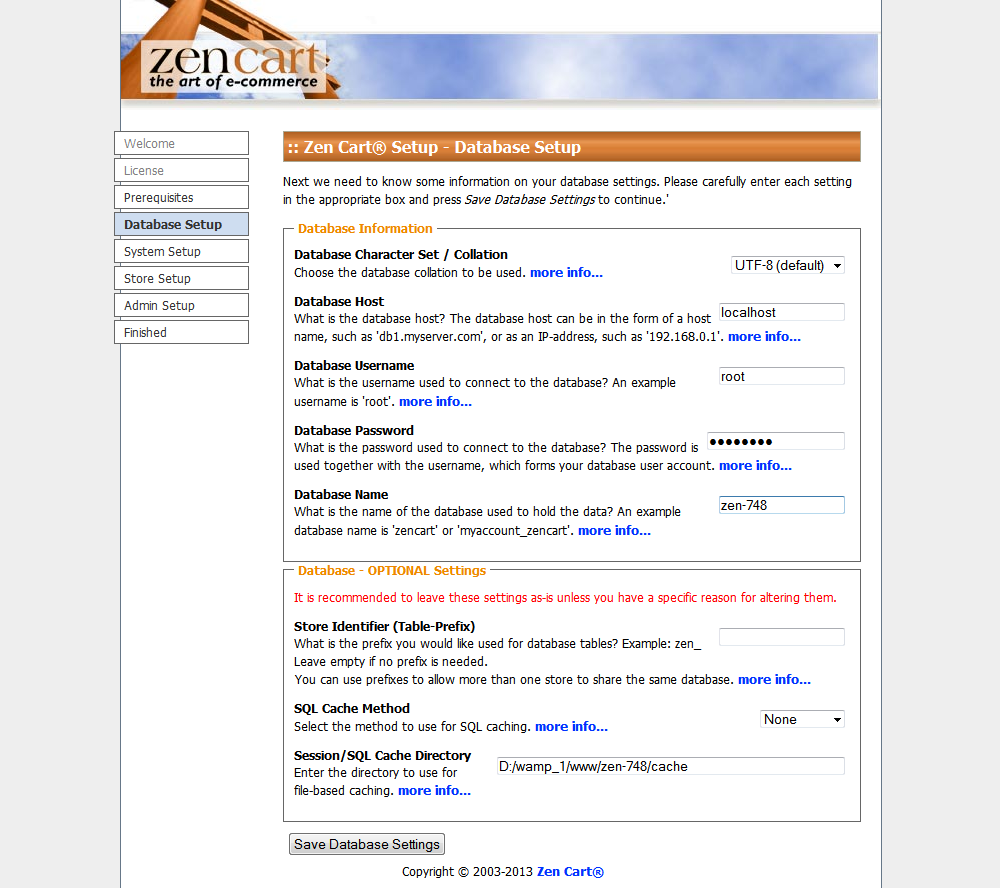 zencart
the art of e-commerce
Welcome
License
Prerequisites
Database Setup
System Setup
Store Setup
Admin Setup
Finished
:: Zen Cart® Setup - Database Setup
Next we need to know some information on your database settings. Please carefully enter each setting
in the appropriate box and press Save Database Settings to continue.'
Database Information
Database Character Set / Collation
Choose the database collation to be used. more info...
UTF-8 (default)
Database Host
What is the database host? The database host can be in the form of a host
name, such as 'db1.myserver.com', or as an IP-address, such as '192.168.0.1'. more info...
localhost
Database Username
What is the username used to connect to the database? An example
username is 'root'. more info...
root
Database Password
What is the password used to connect to the database? The password is
used together with the username, which forms your database user account. more info...
••••••••
Database Name
What is the name of the database used to hold the data? An example
database name is 'zencart' or 'myaccount_zencart'. more info...
zen-748
Database - OPTIONAL Settings
It is recommended to leave these settings as-is unless you have a specific reason for altering them.
Store Identifier (Table-Prefix)
What is the prefix you would like used for database tables? Example: zen_
Leave empty if no prefix is needed.
You can use prefixes to allow more than one store to share the same database. more info...
SQL Cache Method
Select the method to use for SQL caching. more info...
None
Session/SQL Cache Directory
Enter the directory to use for
file-based caching. more info...
D:/wamp_1/www/zen-748/cache
Save Database Settings
Copyright © 2003-2013 Zen Cart®